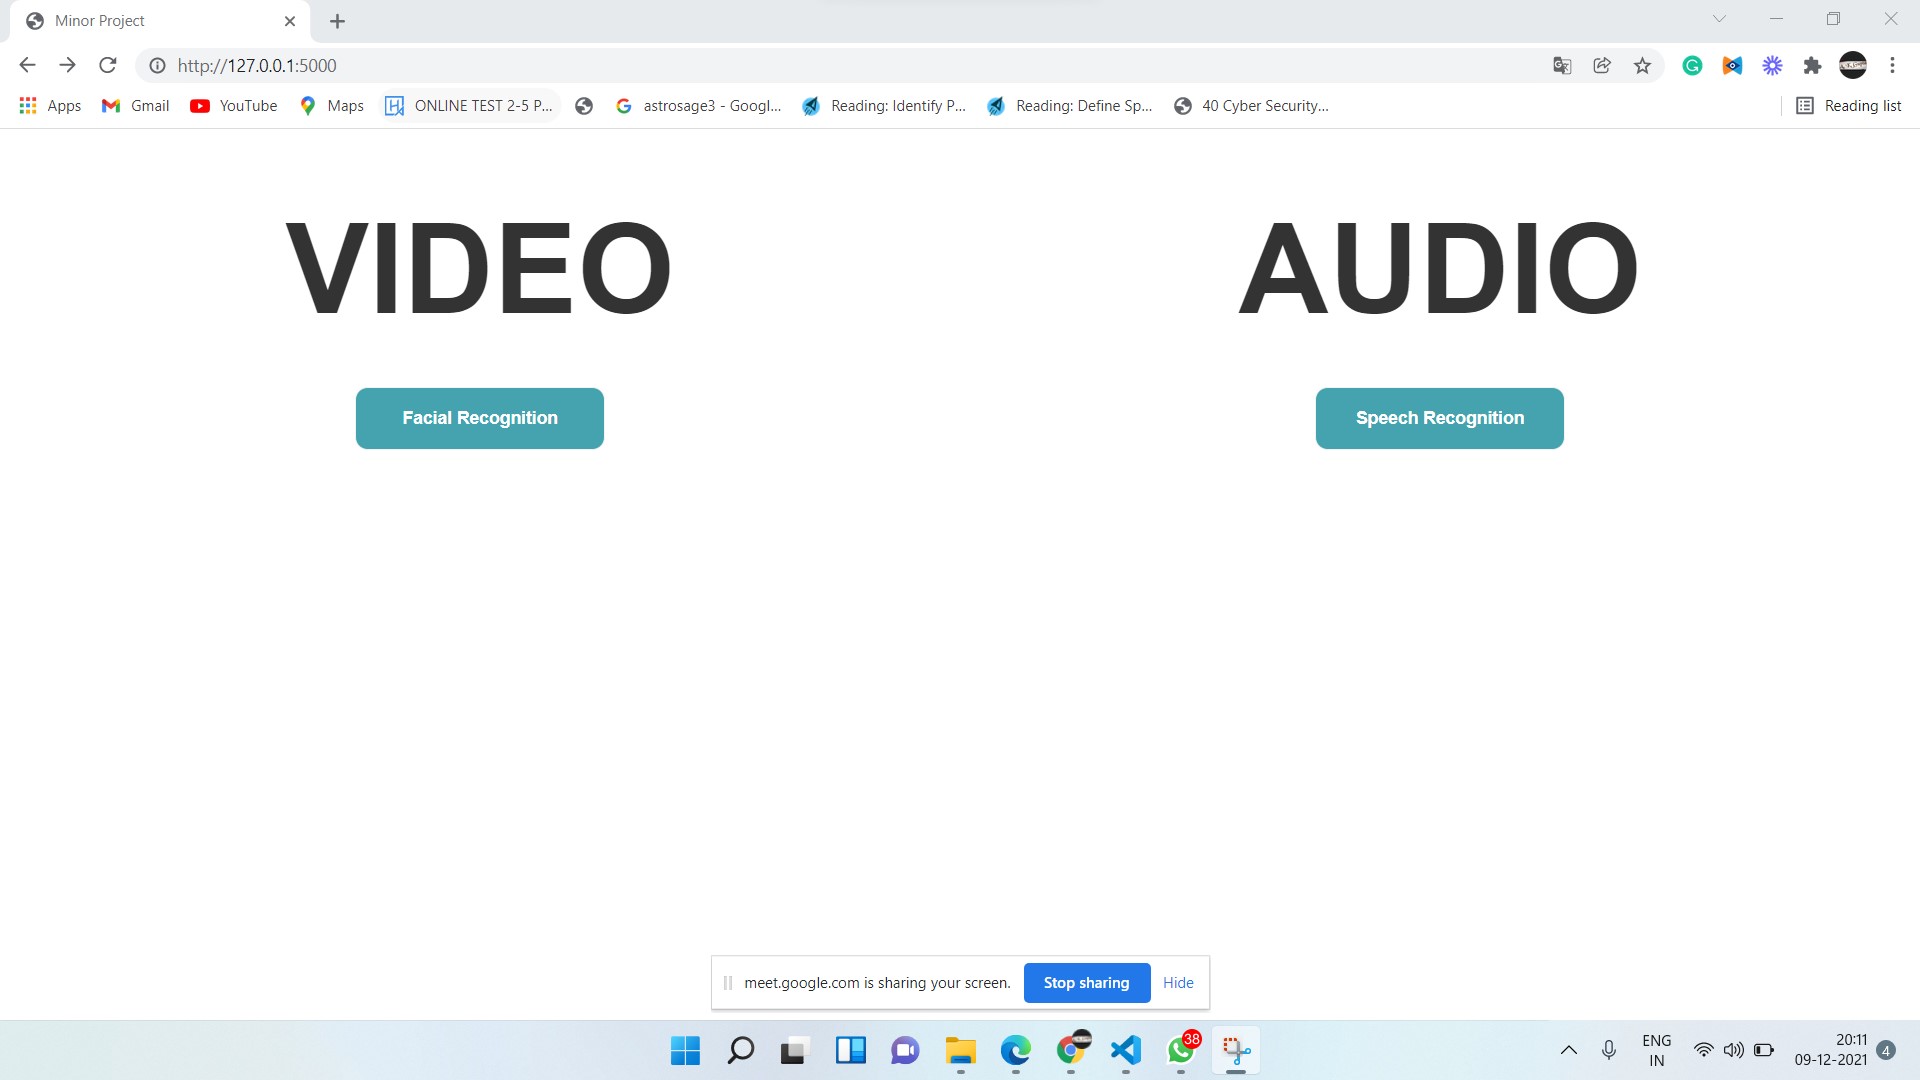 Minor Project
http://127.0.0.1:5000
Apps Gmail YouTube Maps ONLINE TEST 2-5 P... astrosage3 - Googl... Reading: Identify P... Reading: Define Sp... 40 Cyber Security... Reading list
VIDEO AUDIO
Facial Recognition Speech Recognition
meet.google.com is sharing your screen. Stop sharing Hide
38
ENG 20:11
IN 09-12-2021 4